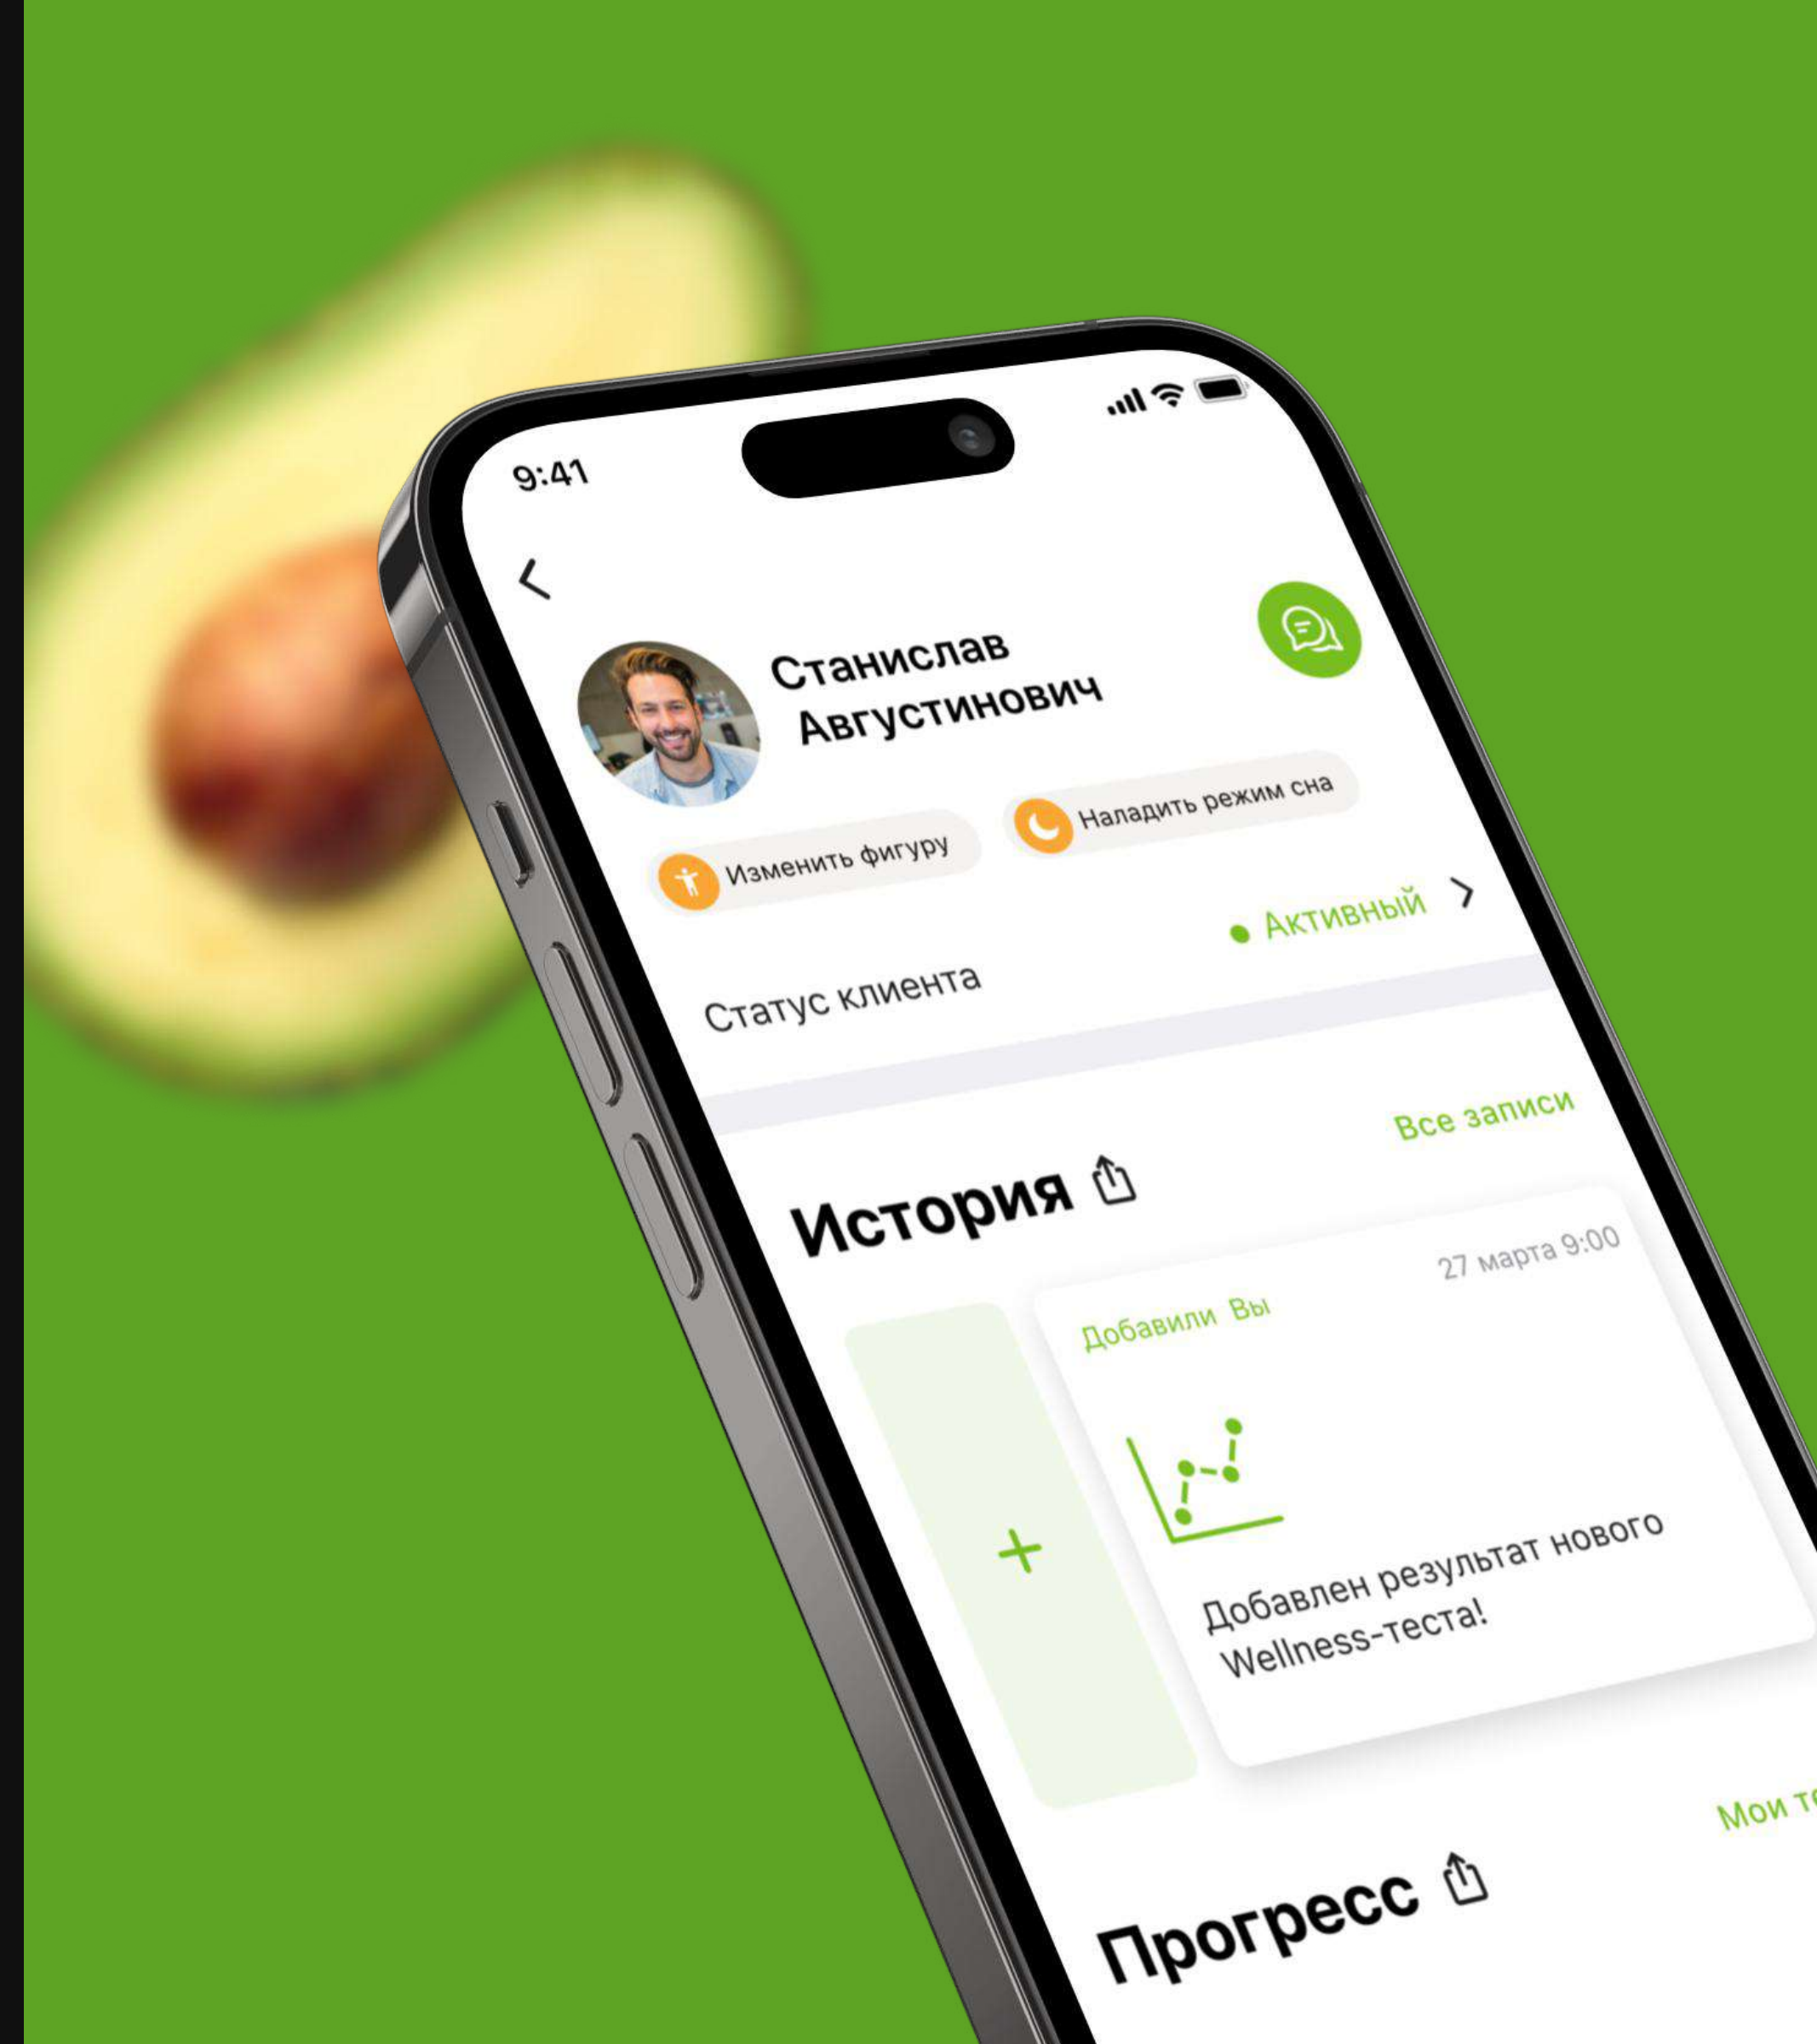 9:41
Станислав
Августинович
Изменить фигуру
Наладить режим сна
Статус клиента
Активный
История
Все записи
Добавили Вы
27 марта 9:00
Добавлен результат нового
Wellness-теста!
Мои
Прогресс